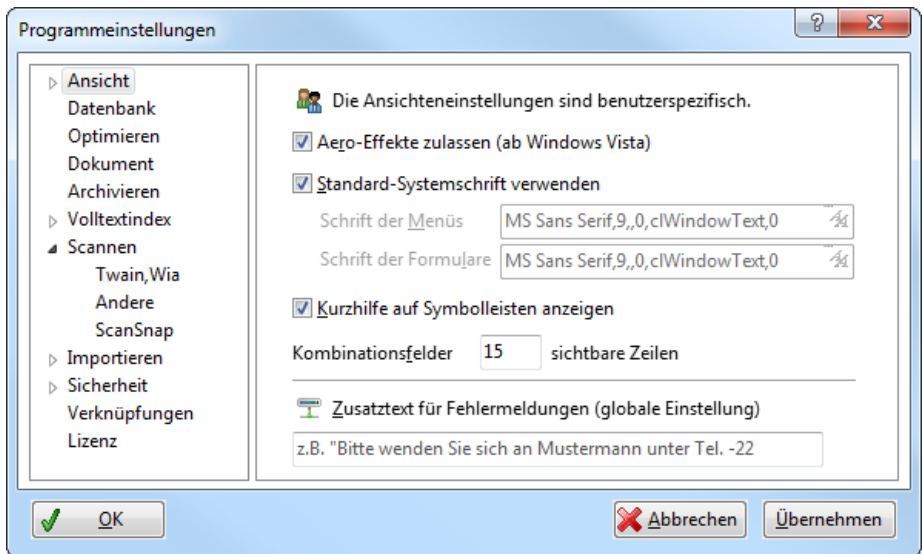 Programmeinstellungen
Ansicht
Datenbank
Optimieren
Dokument
Archivieren
Volltextindex
Scannen
Twain,Wia
Andere
ScanSnap
Importieren
Sicherheit
Verknüpfungen
Lizenz
Die Ansichteneinstellungen sind benutzerspezifisch.
Aero-Effekte zulassen (ab Windows Vista)
Standard-Systemschrift verwenden
Schrift der Menüs MS Sans Serif,9,,0,clWindowText,0
Schrift der Formulare MS Sans Serif,9,,0,clWindowText,0
Kurzhilfe auf Symbolleisten anzeigen
Kombinationsfelder 15 sichtbare Zeilen
Zusatztext für Fehlermeldungen (globale Einstellung)
z.B. "Bitte wenden Sie sich an Mustermann unter Tel. -22
OK Abbrechen Übernehmen